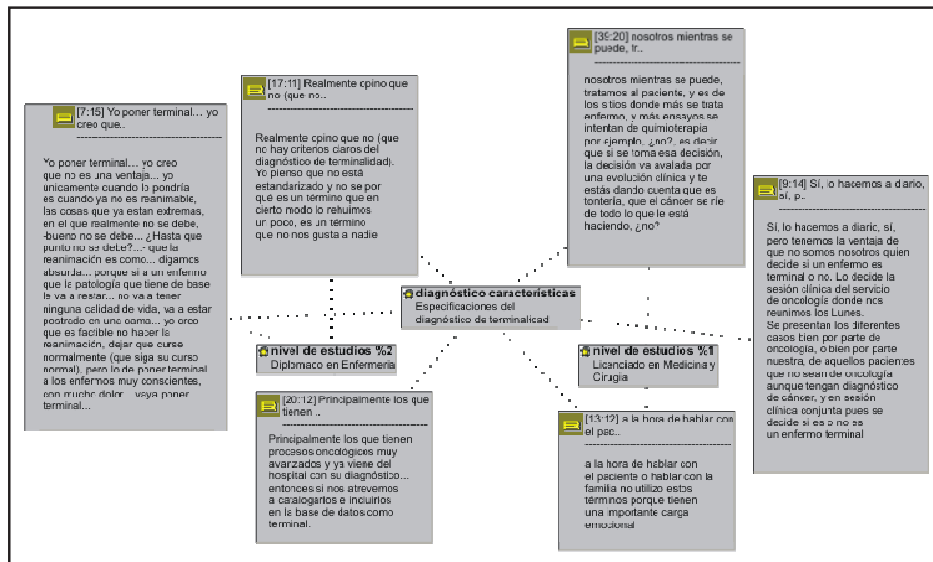 [7:15] Yo poner terminal... yo
creo que..
Yo poner terminal... yo creo
que no es una ventaja... yo
únicamente cuando lo pondría
es cuando ya no es reanimable,
las cosas que ya estan extremas,
en el que realmente no se debe,
-bueno no se debe... ¿Hasta que
punto no se debe?...- que la
reanimación es como... digamos
absurda... porque si a un enfermo
que la patología que tiene de base
le va a restar... no va a tener
ninguna calidad de vida, va a estar
postrado en una cama... yo creo
que es factible no hacer la
reanimación, dejar que curse
normalmente (que siga su curso
normal), pero lo de poner terminal
a los enfermos muy conscientes,
con mucho dolor... vaya poner
terminal...
[17:11] Realmente opino que
no (que no..
Realmente opino que no (que
no hay criterios claros del
diagnóstico de terminalidad).
Yo pienso que no está
estandarizado y no se por
qué es un término que en
cierto modo lo rehuimos
un poco, es un término
que no nos gusta a nadie
[39:20] nosotros mientras se
puede, tr..
nosotros mientras se puede,
tratamos al paciente, y es de
los sitios donde más se trata
enfermo, y más ensayos se
intentan de quimioterapia
por ejemplo, ¿no?, es decir
que si se toma esa decisión,
la decisión va avalada por
una evolución clínica y te
estás dando cuenta que es
tontería, que el cáncer se ríe
de todo lo que le está
haciendo, ¿no?
[9:14] Sí, lo hacemos a diario,
sí, p..
Sí, lo hacemos a diario, sí,
pero tenemos la ventaja de
que no somos nosotros quien
decide si un enfermo es
terminal o no. Lo decide la
sesión clínica del servicio
de oncología donde nos
reunimos los Lunes.
Se presentan los diferentes
casos bien por parte de
oncología, o bien por parte
nuestra, de aquellos pacientes
que no sean de oncología
aunque tengan diagnóstico
de cáncer, y en sesión
clínica conjunta pues se
decide si es o no es
un enfermo terminal
diagnóstico características
Especificaciones del
diagnóstico de terminalidad
nivel de estudios %2
Diplomado en Enfermería
nivel de estudios %1
Licenciado en Medicina y
Cirugía
[20:12] Principalmente los que
tienen ..
Principalmente los que tienen
procesos oncológicos muy
avanzados y ya viene del
hospital con su diagnóstico...
entonces si nos atrevemos
a catalogarlos e incluirlos
en la base de datos como
terminal.
[13:12] a la hora de hablar con
el pac..
a la hora de hablar con
el paciente o hablar con la
familia no utilizo estos
términos porque tienen
una importante carga
emocional